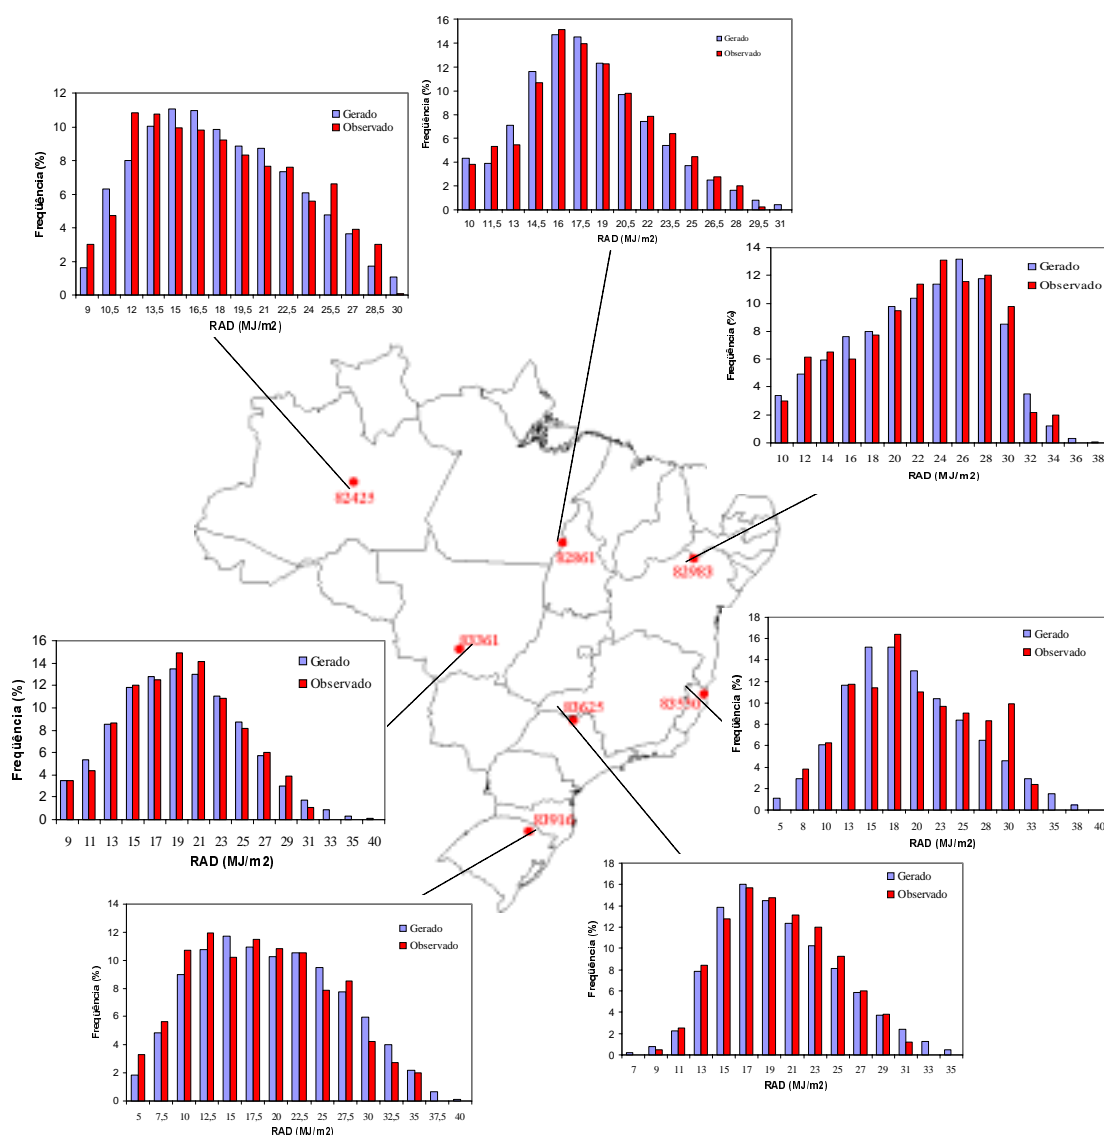 16
14
12
10
8
6
4
2
0
10 11,5 13 14,5 16 17,5 19 20,5 22 23,5 25 26,5 28 29,5 31
RAD (MJ/m2)
Freqüência (%)
Gerado
Observado
12
10
8
6
4
2
0
9 10,5 12 13,5 15 16,5 18 19,5 21 22,5 24 25,5 27 28,5 30
RAD (MJ/m2)
Freqüência (%)
Gerado
Observado
14
12
10
8
6
4
2
0
10 12 14 16 18 20 22 24 26 28 30 32 34 36 38
RAD (MJ/m2)
Freqüência (%)
Gerado
Observado
82425
82861
82983
83361
83550
83625
83916
16
14
12
10
8
6
4
2
0
9 11 13 15 17 19 21 23 25 27 29 31 33 35 40
RAD (MJ/m2)
Freqüência (%)
Gerado
Observado
18
16
14
12
10
8
6
4
2
0
5 8 10 13 15 18 20 23 25 28 30 33 35 38 40
RAD (MJ/m2)
Freqüência (%)
Gerado
Observado
14
12
10
8
6
4
2
0
5 7,5 10 12,5 15 17,5 20 22,5 25 27,5 30 32,5 35 37,5 40
RAD (MJ/m2)
Freqüência (%)
Gerado
Observado
18
16
14
12
10
8
6
4
2
0
7 9 11 13 15 17 19 21 23 25 27 29 31 33 35
RAD (MJ/m2)
Freqüência (%)
Gerado
Observado